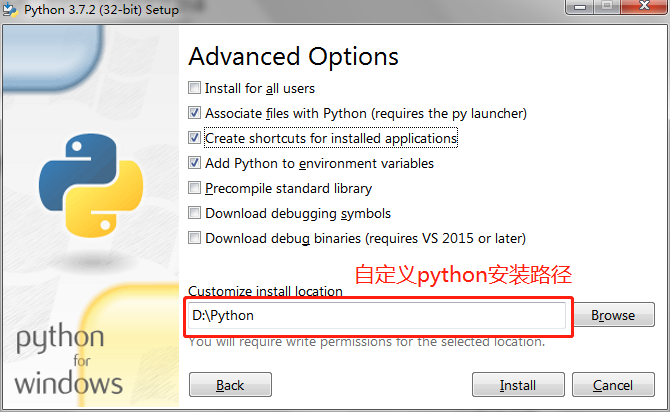 Python 3.7.2 (32-bit) Setup
Advanced Options
Install for all users
Associate files with Python (requires the py launcher)
Create shortcuts for installed applications
Add Python to environment variables
Precompile standard library
Download debugging symbols
Download debug binaries (requires VS 2015 or later)
自定义python安装路径
Customize install location
D:\Python
Browse
You will require write permissions for the selected location.
python
for
windows
Back
Install
Cancel